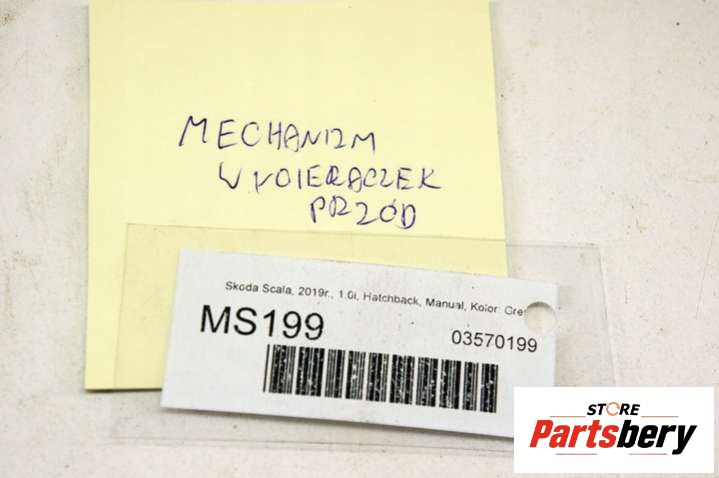 MECHANIZM
WYCIERACZEK
PRZÓD
Skoda Scala, 2019r., 1.0i, Hatchback, Manual, Kolor: Gre
MS199
03570199
STORE
Partsbery